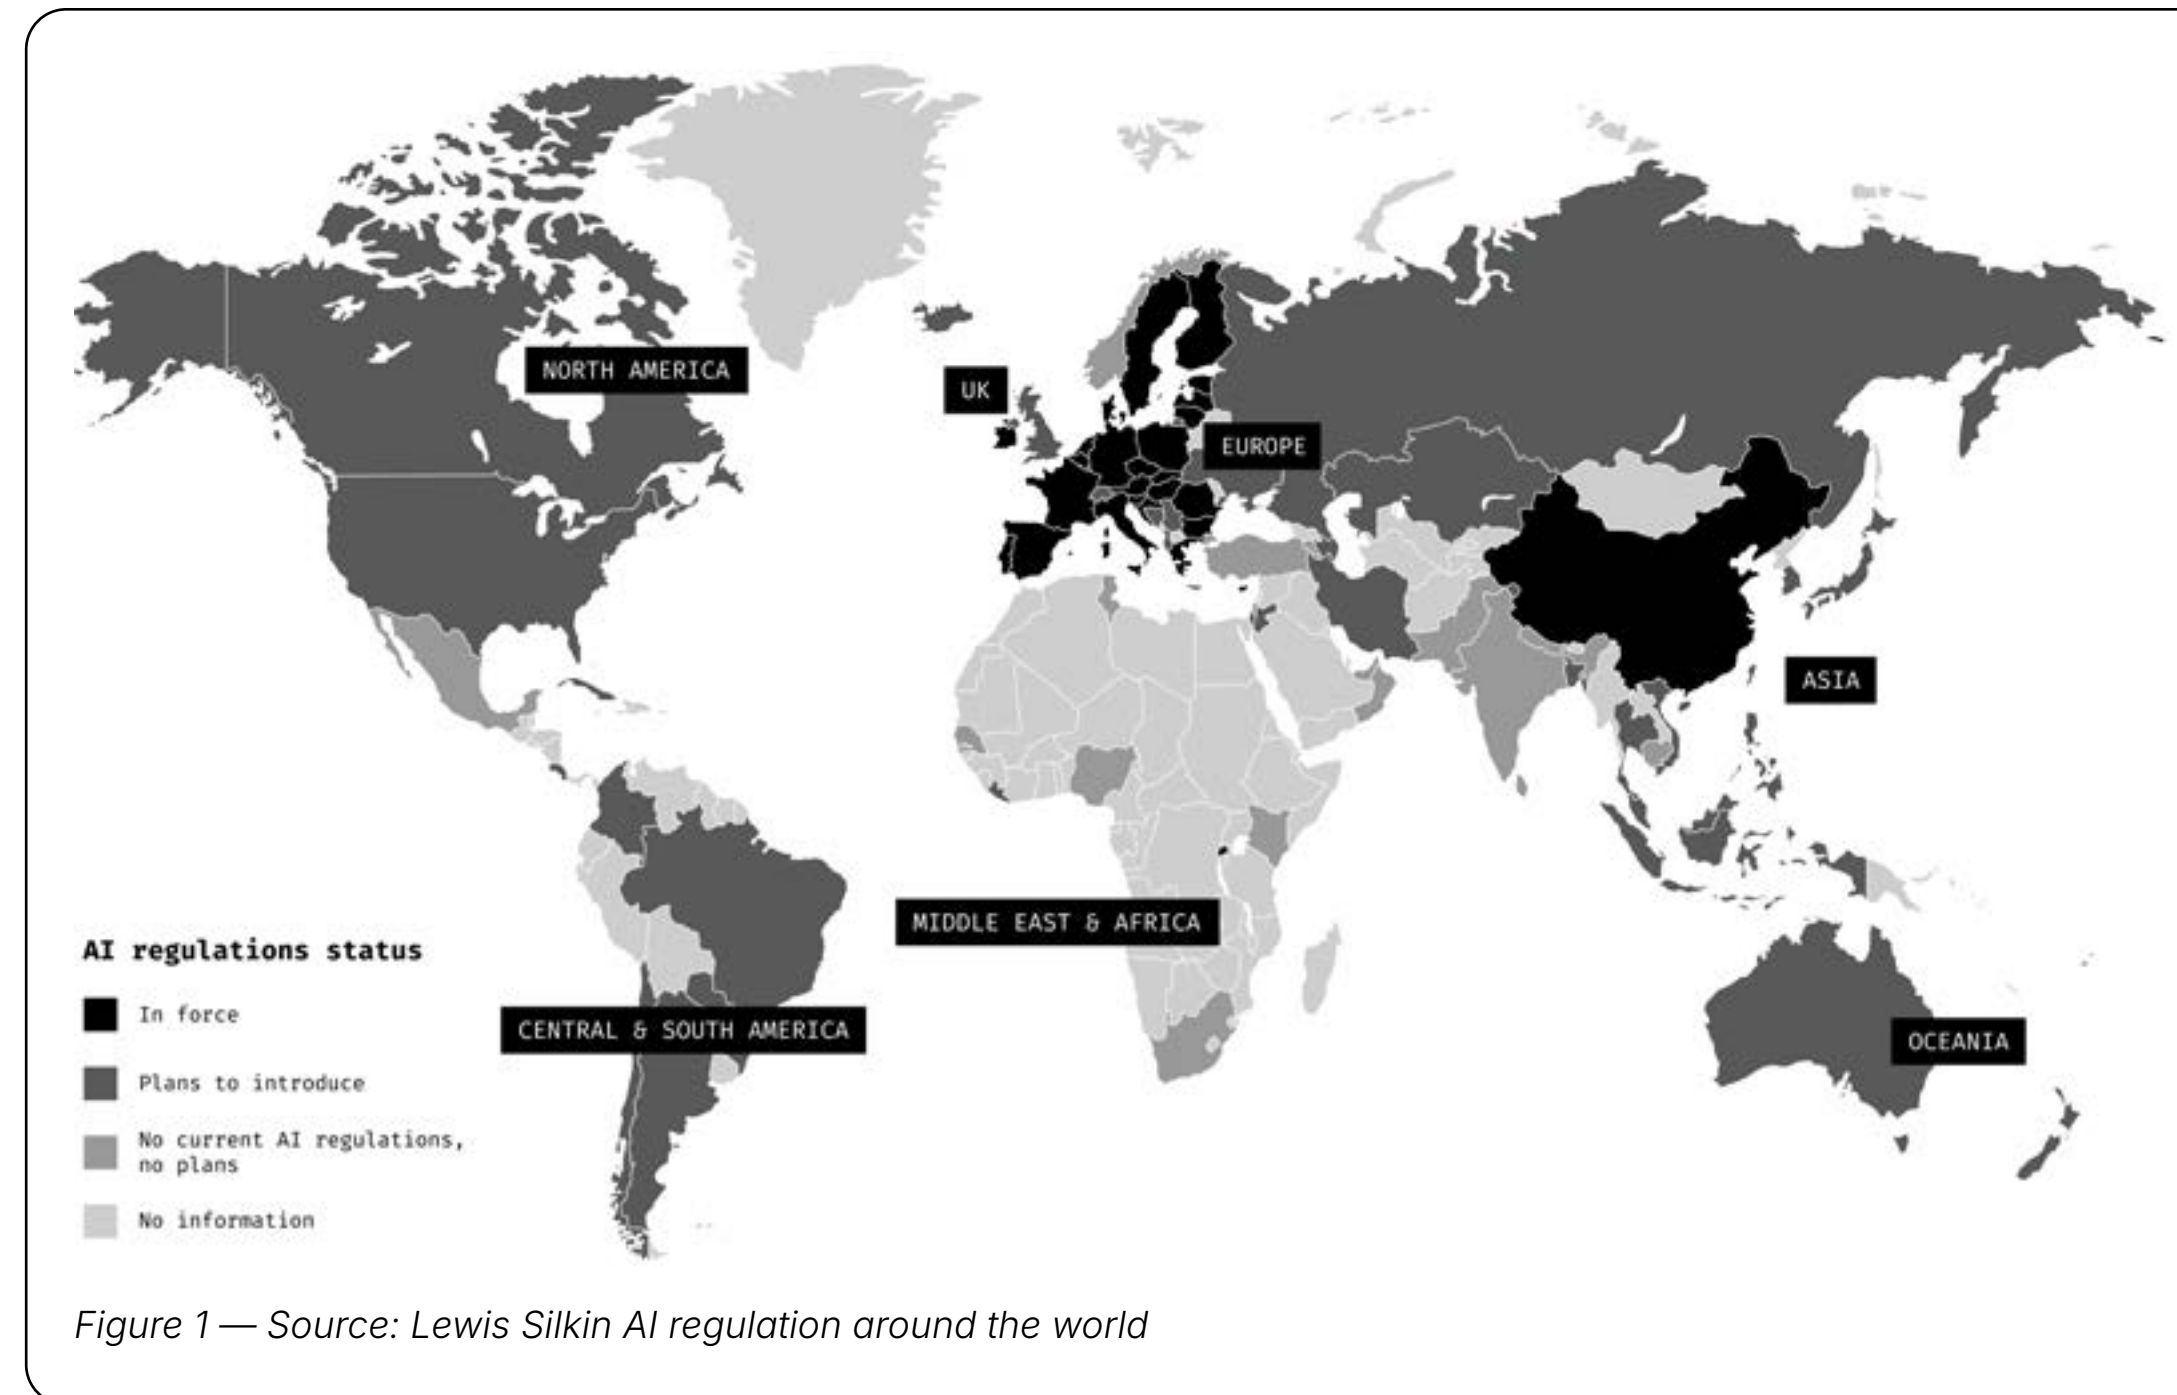 NORTH AMERICA
UK
EUROPE
ASIA
MIDDLE EAST & AFRICA
CENTRAL & SOUTH AMERICA
OCEANIA
AI regulations status
In force
Plans to introduce
No current AI regulations,
no plans
No information
Figure 1 — Source: Lewis Silkin AI regulation around the world